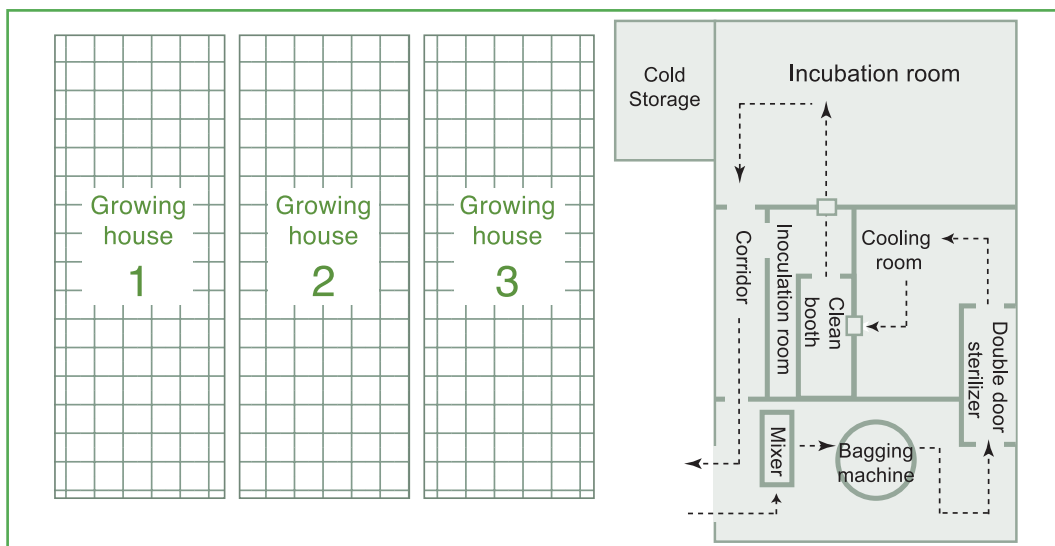 Growing
house
1
Growing
house
2
Growing
house
3
Cold
Storage
Incubation room
Corridor
Inoculation room
Clean
booth
Cooling
room
Double door
sterilizer
Mixer
Bagging
machine